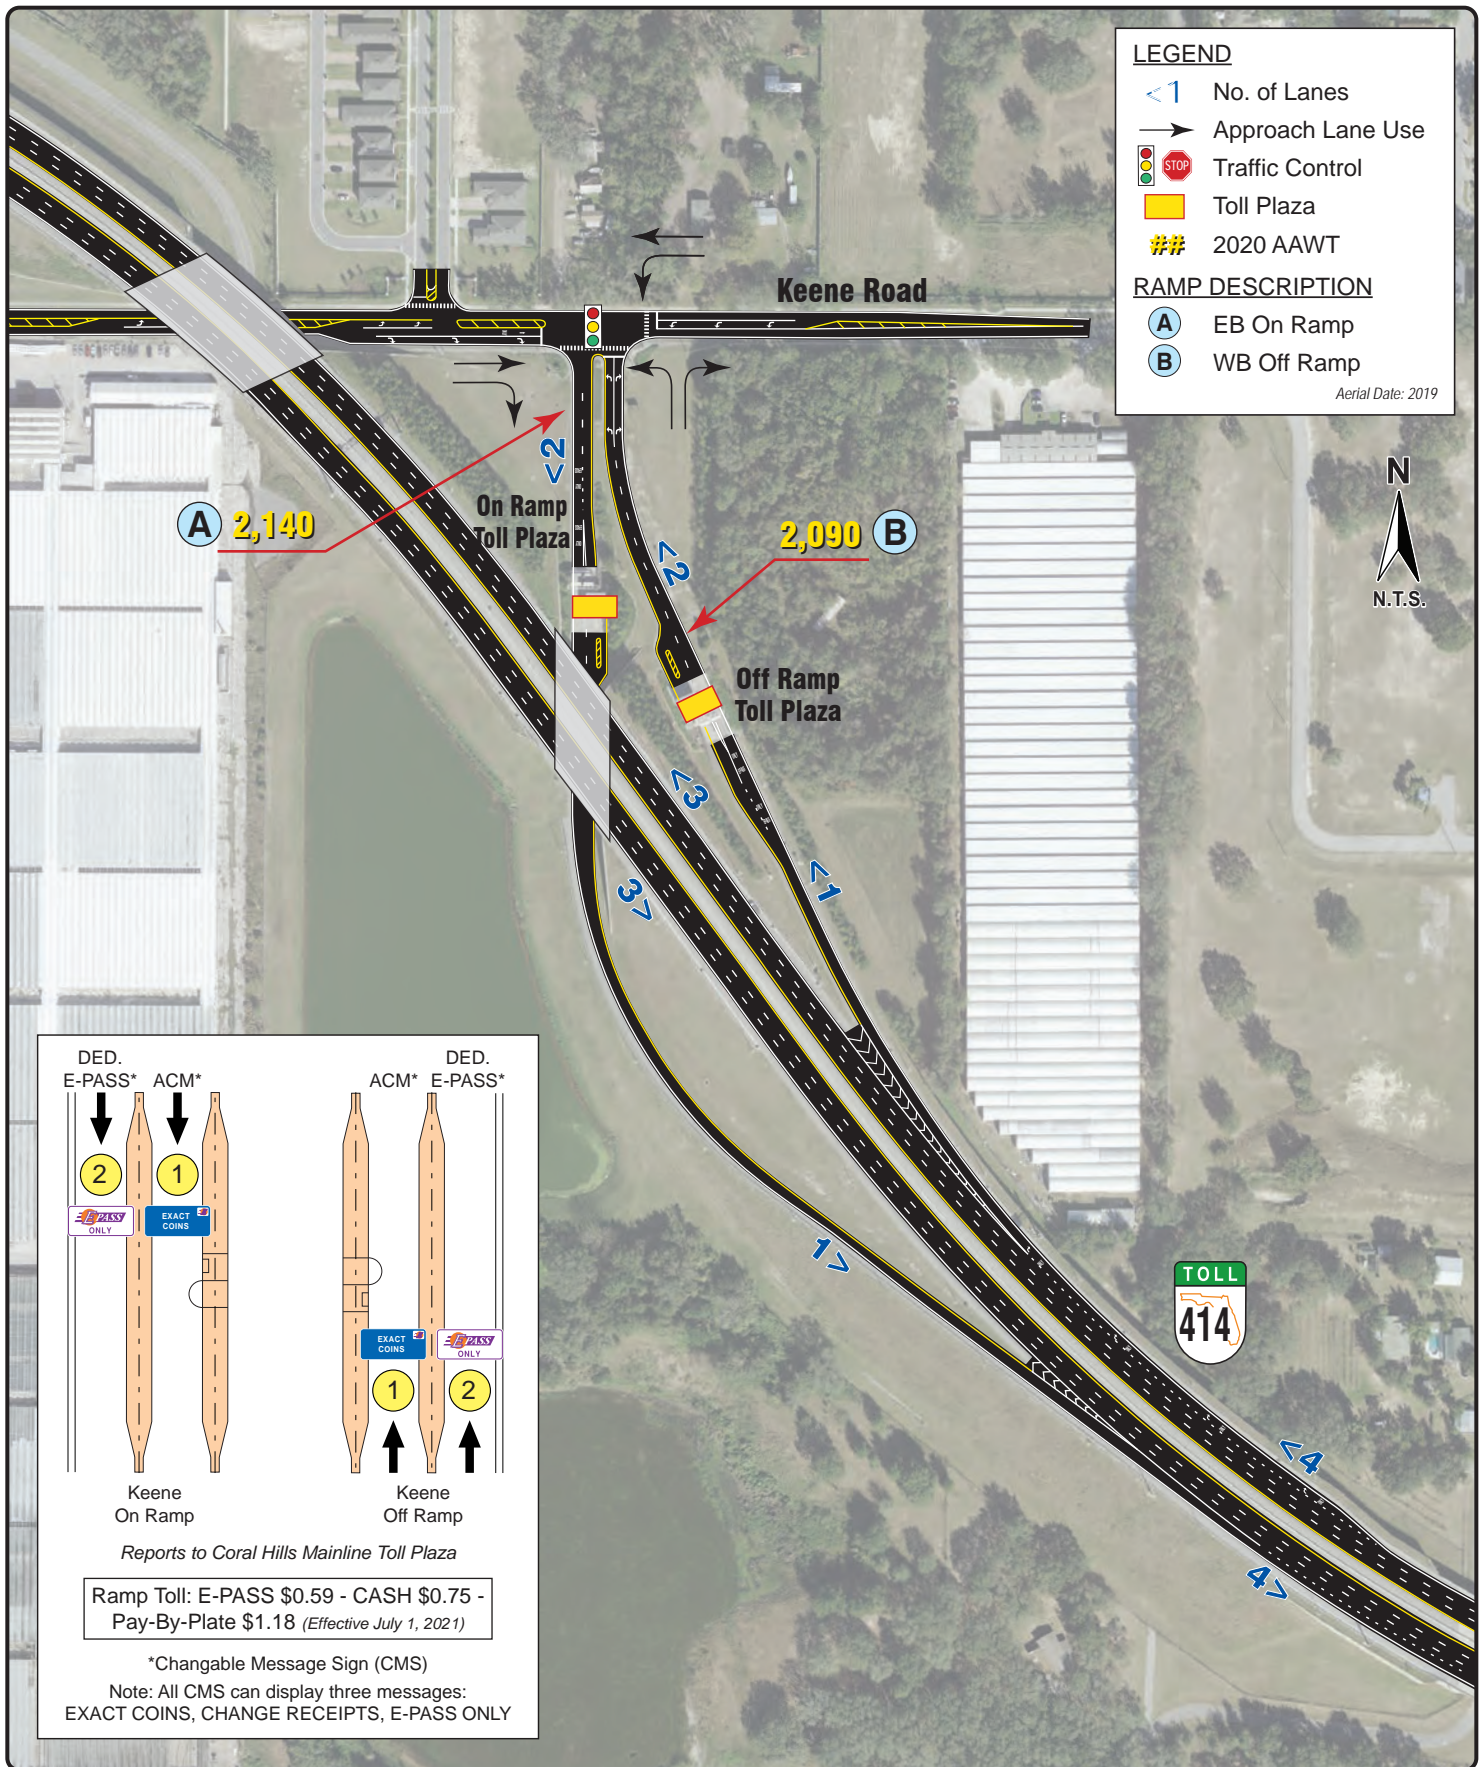 LEGEND
<1 No. of Lanes
Approach Lane Use
STOP Traffic Control
Toll Plaza
## 2020 AAWT
RAMP DESCRIPTION
A EB On Ramp
B WB Off Ramp
Aerial Date: 2019
Keene Road
<2
On Ramp
Toll Plaza
A 2,140
<2
2,090 B
N
N.T.S.
Off Ramp
Toll Plaza
<3
3>
<1
1>
TOLL
414
<4
4>
DED.
E-PASS* ACM*
2 1
E-PASS
ONLY
EXACT
COINS
DED.
ACM* E-PASS*
EXACT
COINS
E-PASS
ONLY
1 2
Keene
On Ramp
Keene
Off Ramp
Reports to Coral Hills Mainline Toll Plaza
Ramp Toll: E-PASS $0.59 - CASH $0.75 -
Pay-By-Plate $1.18 (Effective July 1, 2021)
*Changable Message Sign (CMS)
Note: All CMS can display three messages:
EXACT COINS, CHANGE RECEIPTS, E-PASS ONLY